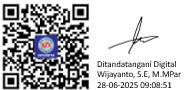 Ditandatangani Digital
Wijayanto, S.E, M.MPar
28-06-2025 09:08:51